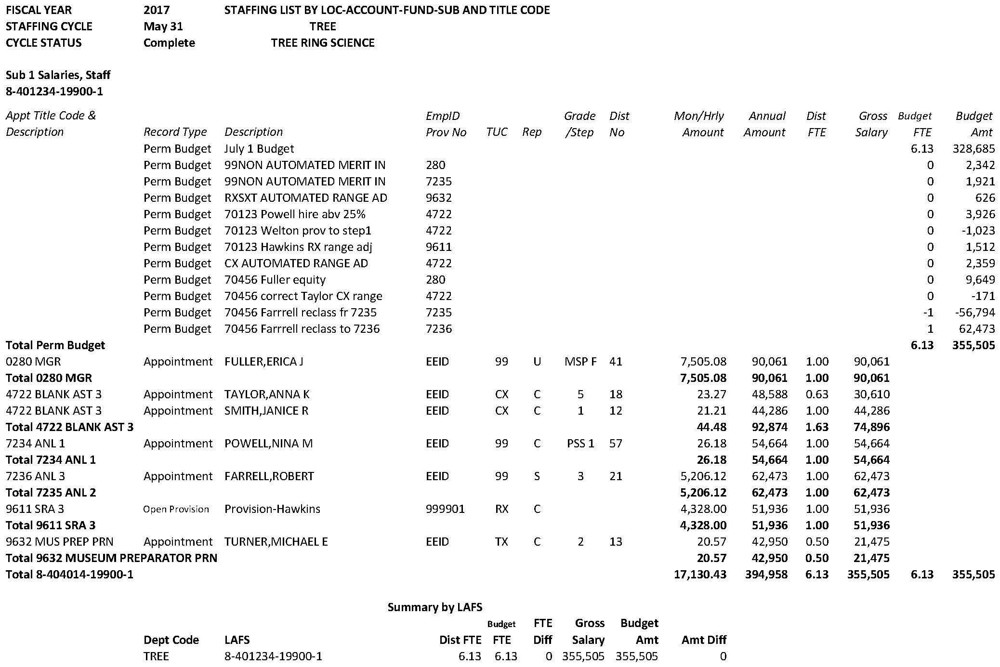 FISCAL YEAR 2017 STAFFING LIST BY LOC-ACCOUNT-FUND-SUB AND TITLE CODE
STAFFING CYCLE May 31 TREE
CYCLE STATUS Complete TREE RING SCIENCE
Sub 1 Salaries, Staff
8-401234-19900-1
Appt Title Code & EmpID Grade Dist Mon/Hrly Annual Dist Gross Budget Budget
Description Record Type Description Prov No TUC Rep /Step No Amount Amount FTE Salary FTE Amt
Perm Budget July 1 Budget 6.13 328,685
Perm Budget 99NON AUTOMATED MERIT IN 280 0 2,342
Perm Budget 99NON AUTOMATED MERIT IN 7235 0 1,921
Perm Budget RXSXT AUTOMATED RANGE AD 9632 0 626
Perm Budget 70123 Powell hire abv 25% 4722 0 3,926
Perm Budget 70123 Welton prov to step1 4722 0 -1,023
Perm Budget 70123 Hawkins RX range adj 9611 0 1,512
Perm Budget CX AUTOMATED RANGE AD 4722 0 2,359
Perm Budget 70456 Fuller equity 280 0 9,649
Perm Budget 70456 correct Taylor CX range 4722 0 -171
Perm Budget 70456 Farrrell reclass fr 7235 7235 -1 -56,794
Perm Budget 70456 Farrrell reclass to 7236 7236 1 62,473
Total Perm Budget 6.13 355,505
0280 MGR Appointment FULLER,ERICA J EEID 99 U MSP F 41 7,505.08 90,061 1.00 90,061
Total 0280 MGR 7,505.08 90,061 1.00 90,061
4722 BLANK AST 3 Appointment TAYLOR,ANNA K EEID CX C 5 18 23.27 48,588 0.63 30,610
4722 BLANK AST 3 Appointment SMITH,JANICE R EEID CX C 1 12 21.21 44,286 1.00 44,286
Total 4722 BLANK AST 3 44.48 92,874 1.63 74,896
7234 ANL 1 Appointment POWELL,NINA M EEID 99 C PSS 1 57 26.18 54,664 1.00 54,664
Total 7234 ANL 1 26.18 54,664 1.00 54,664
7236 ANL 3 Appointment FARRELL,ROBERT EEID 99 S 3 21 5,206.12 62,473 1.00 62,473
Total 7235 ANL 2 5,206.12 62,473 1.00 62,473
9611 SRA 3 Open Provision Provision-Hawkins 999901 RX C 4,328.00 51,936 1.00 51,936
Total 9611 SRA 3 4,328.00 51,936 1.00 51,936
9632 MUS PREP PRN Appointment TURNER,MICHAEL E EEID TX C 2 13 20.57 42,950 0.50 21,475
Total 9632 MUSEUM PREPARATOR PRN 20.57 42,950 0.50 21,475
Total 8-404014-19900-1 17,130.43 394,958 6.13 355,505 6.13 355,505
Summary by LAFS
Budget FTE Gross Budget
Dept Code LAFS Dist FTE FTE Diff Salary Amt Amt Diff
TREE 8-401234-19900-1 6.13 6.13 0 355,505 355,505 0